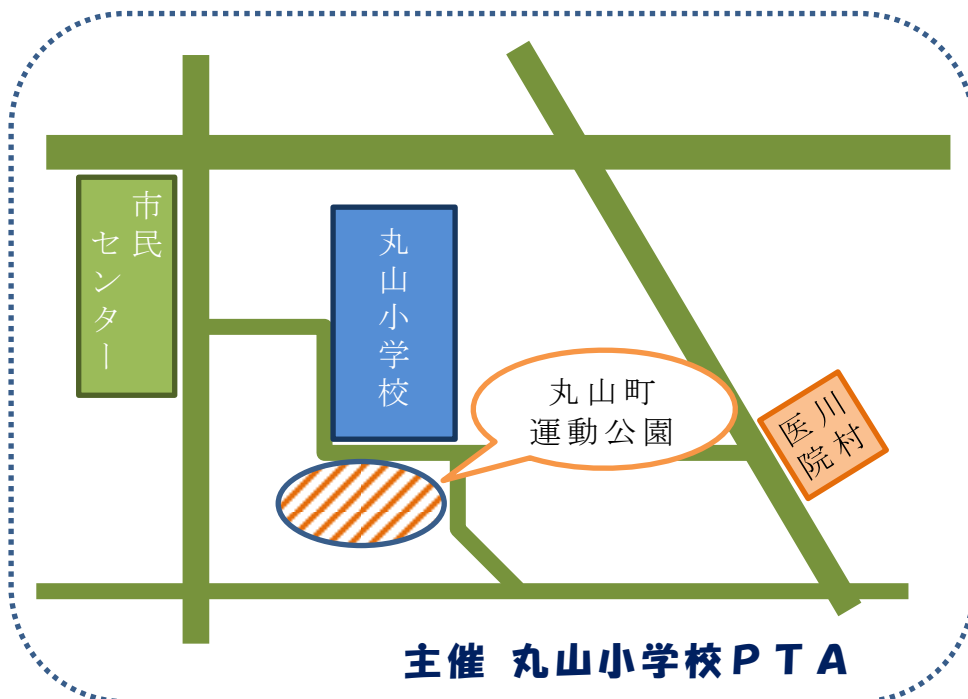 市民
センター
丸山小学校
丸山町
運動公園
川村
医院
主催 丸山小学校PTA